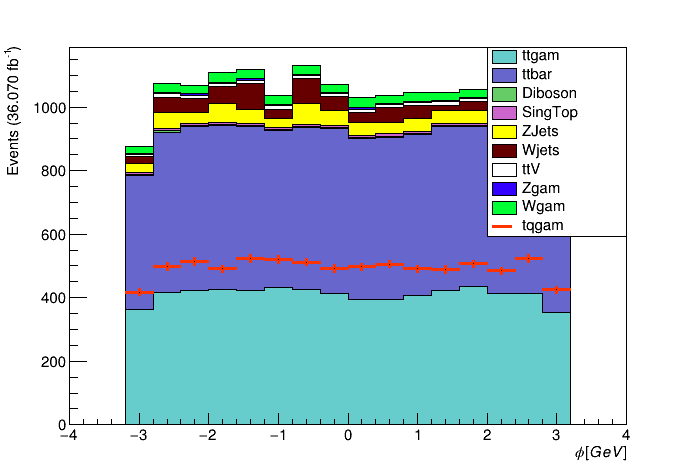 Events (36.070 fb⁻¹)
1000
800
600
400
200
0
−4 −3 −2 −1 0 1 2 3 4
ϕ[GeV]
ttgam
ttbar
Diboson
SingTop
ZJets
Wjets
ttV
Zgam
Wgam
tqgam